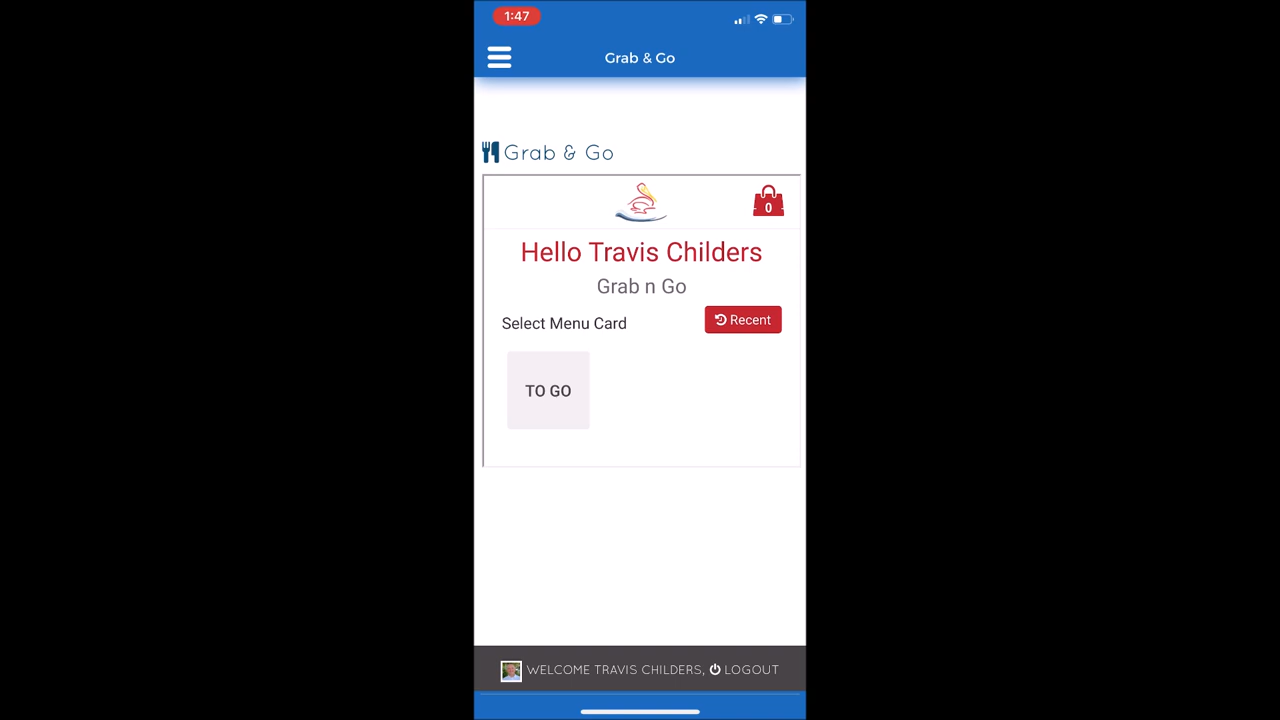 1:47
Grab & Go
Grab & Go
0
Hello Travis Childers
Grab n Go
Select Menu Card
Recent
TO GO
WELCOME TRAVIS CHILDERS, LOGOUT